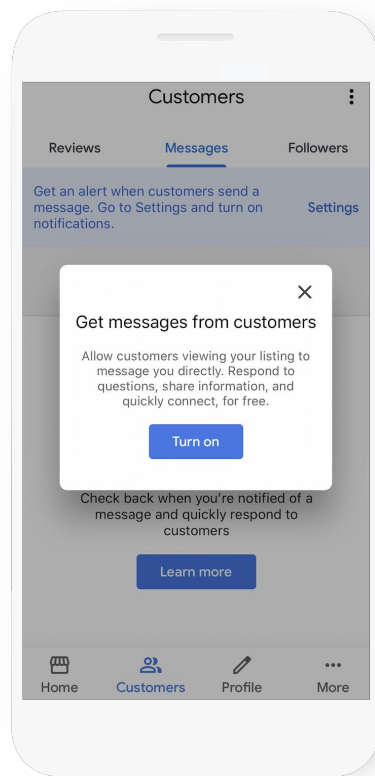 Customers
Reviews
Messages
Followers
Get an alert when customers send a
message. Go to Settings and turn on
notifications.
Settings
Get messages from customers
Allow customers viewing your listing to
message you directly. Respond to
questions, share information, and
quickly connect, for free.
Turn on
Check back when you're notified of a
message and quickly respond to
customers
Learn more
Home
Customers
Profile
More